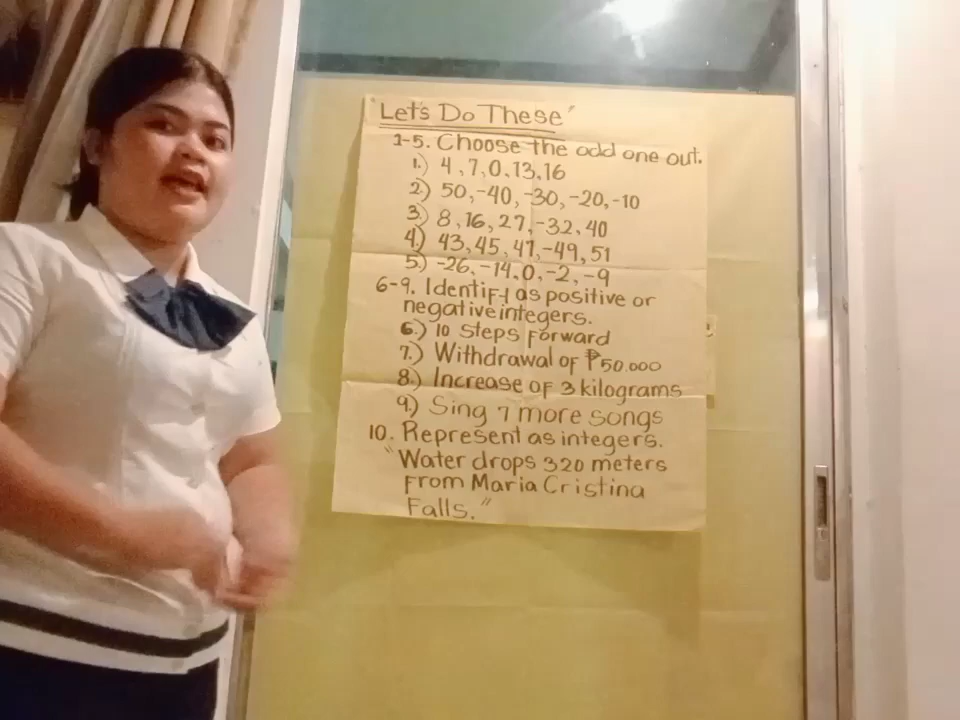 "Let's Do These"
1-5. Choose the odd one out.
1.) 4, 7, 0, 13, 16
2.) 50, -40, -30, -20, -10
3.) 8, 16, 27, -32, 40
4.) 43, 45, 47, -49, 51
5.) -26, -14, 0, -2, -9
6-9. Identify as positive or
negative integers.
6.) 10 steps forward
7.) Withdrawal of ₱50.000
8.) Increase of 3 kilograms
9.) Sing 7 more songs
10. Represent as integers.
"Water drops 320 meters
from Maria Cristina
Falls."